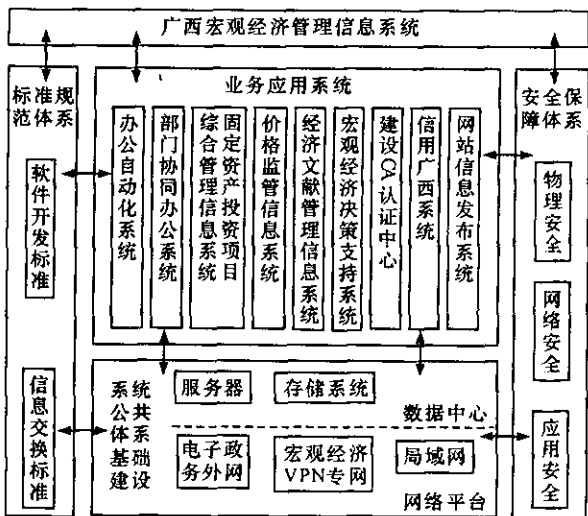 广西宏观经济管理信息系统
标准规
范体系
软件开发标准
信息交换标准
业务应用系统
办公自动化系统
部门协同办公系统
固定资产投资项目
综合管理信息系统
价格监管信息系统
经济文献管理信息系统
宏观经济决策支持系统
建设CA认证中心
信用广西系统
网站信息发布系统
系统
公共
体系
基础
建设
服务器
存储系统
数据中心
电子政
务外网
宏观经济
VPN专网
局域网
网络平台
安全保
障体系
物理安全
网络安全
应用安全